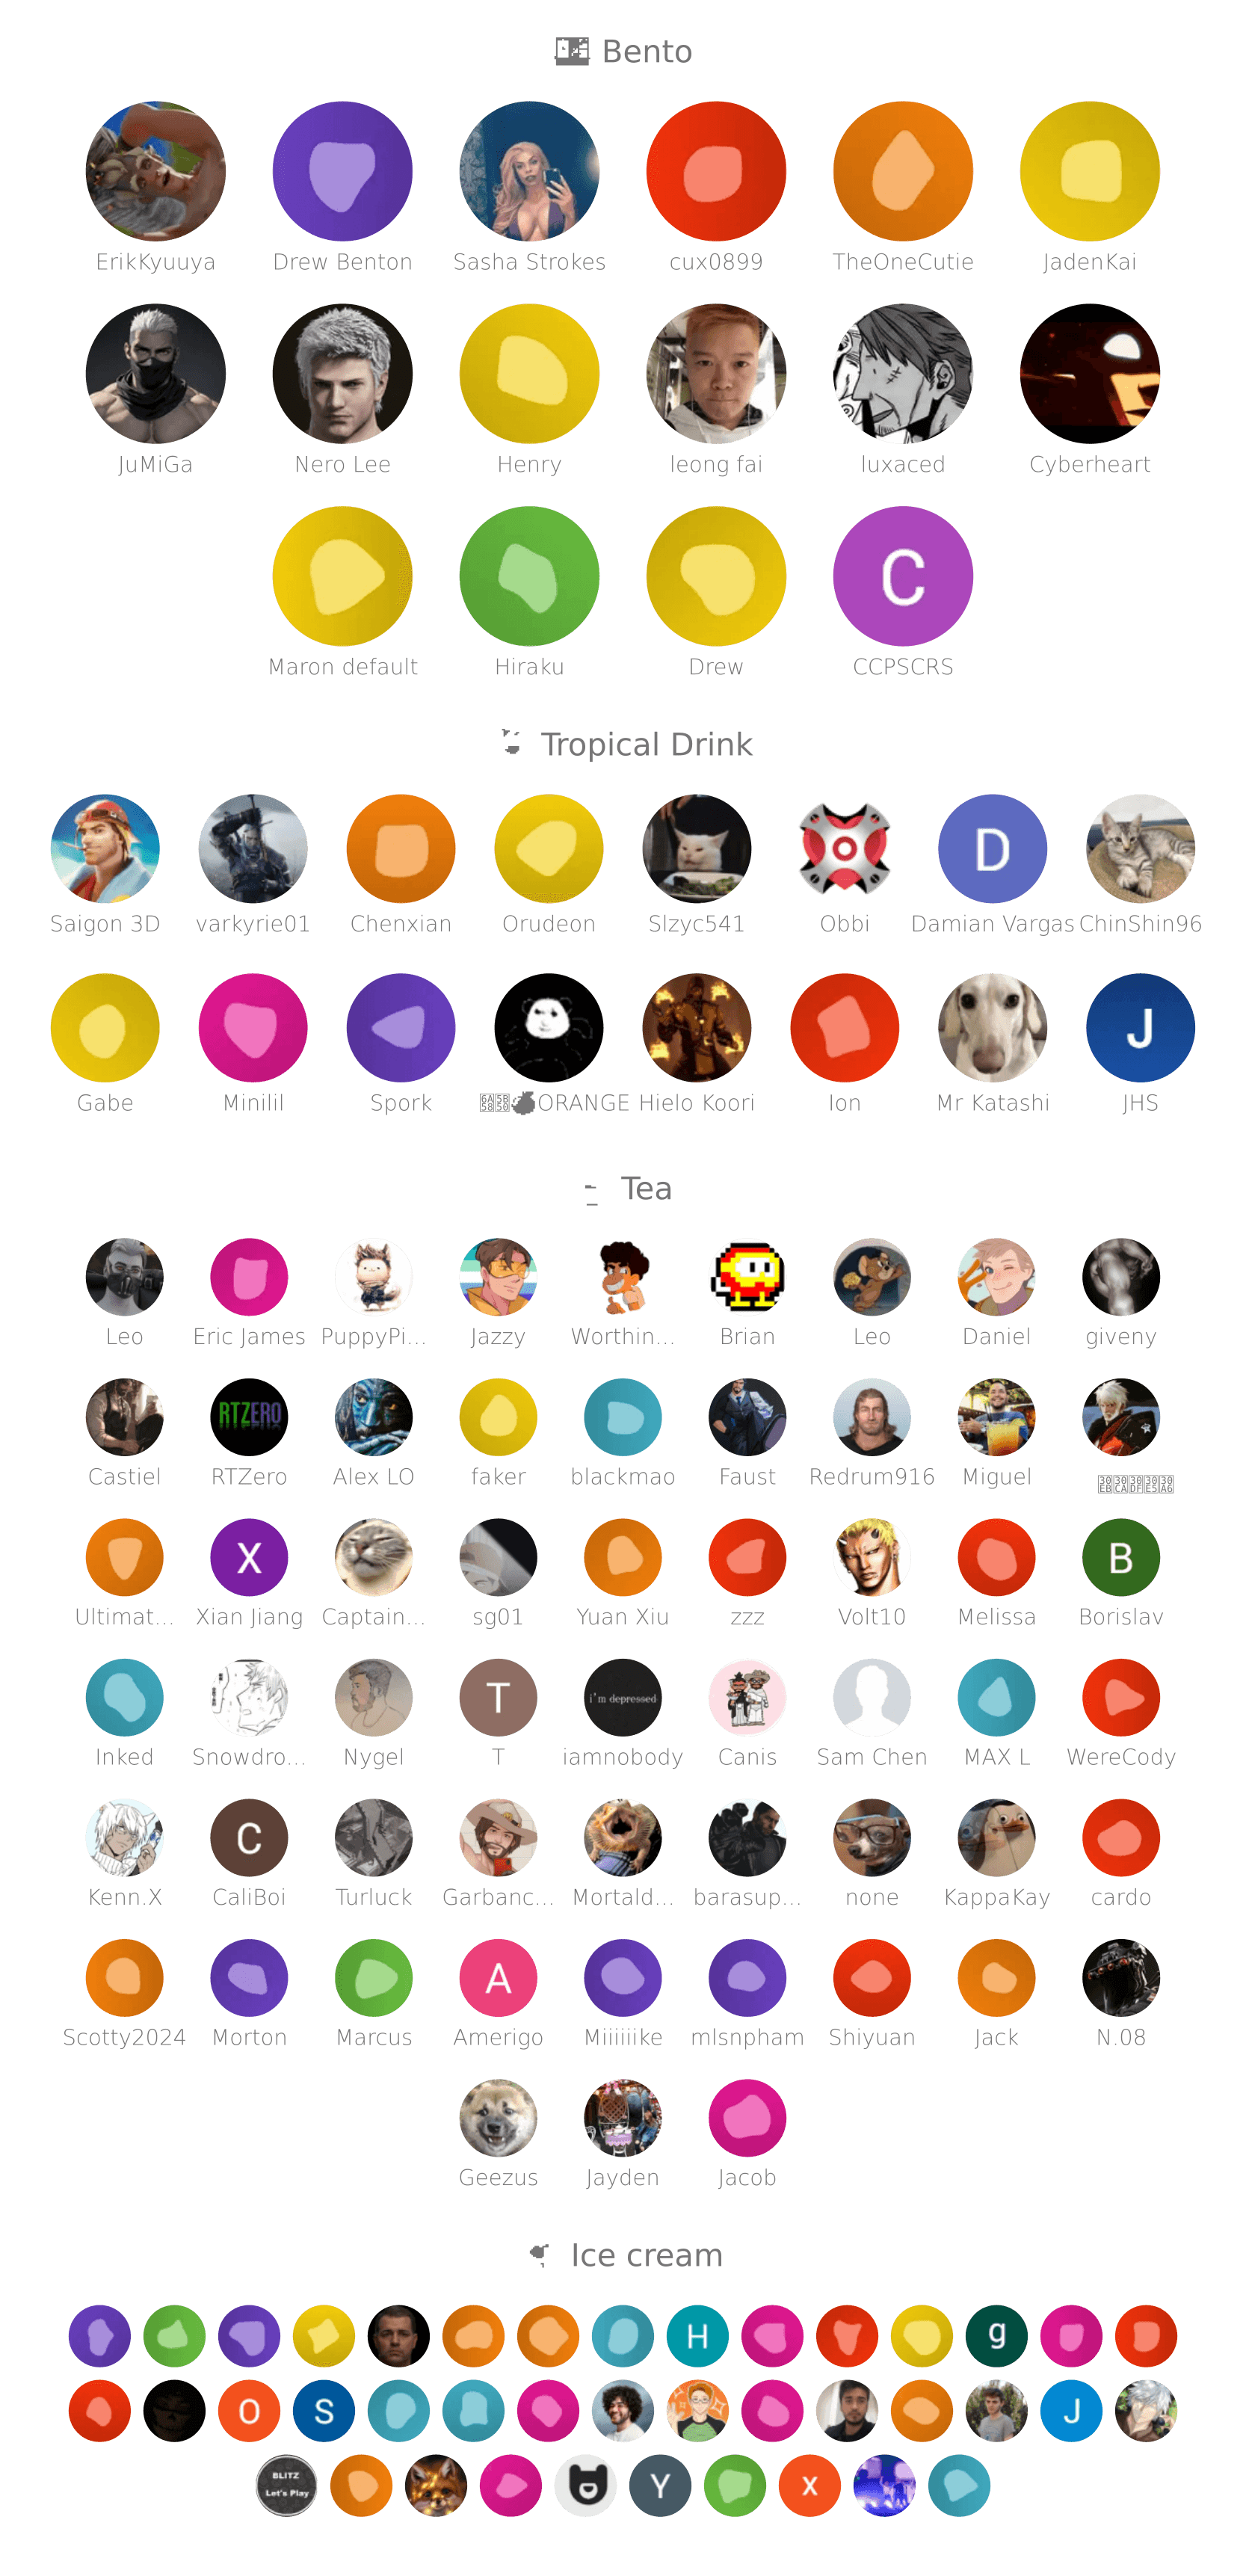 Bento
ErikKyuuya Drew Benton Sasha Strokes cux0899 TheOneCutie JadenKai
JuMiGa Nero Lee Henry leong fai luxaced Cyberheart
C
Maron default Hiraku Drew CCPSCRS
Tropical Drink
D
Saigon 3D varkyrie01 Chenxian Orudeon Slzyc541 Obbi Damian Vargas ChinShin96
J
Gabe Minilil Spork ORANGE Hielo Koori Ion Mr Katashi JHS
Tea
Leo Eric James PuppyPi... Jazzy Worthin... Brian Leo Daniel giveny
RTZERO
Castiel RTZero Alex LO faker blackmao Faust Redrum916 Miguel
X B
Ultimat... Xian Jiang Captain... sg01 Yuan Xiu zzz Volt10 Melissa Borislav
T i'm depressed
Inked Snowdro... Nygel T iamnobody Canis Sam Chen MAX L WereCody
C
Kenn.X CaliBoi Turluck Garbanc... Mortald... barasup... none KappaKay cardo
A
Scotty2024 Morton Marcus Amerigo Miiiiiike mlsnpham Shiyuan Jack N.08
Geezus Jayden Jacob
Ice cream
H g
O S J
BLITZ
Let's Play Y x